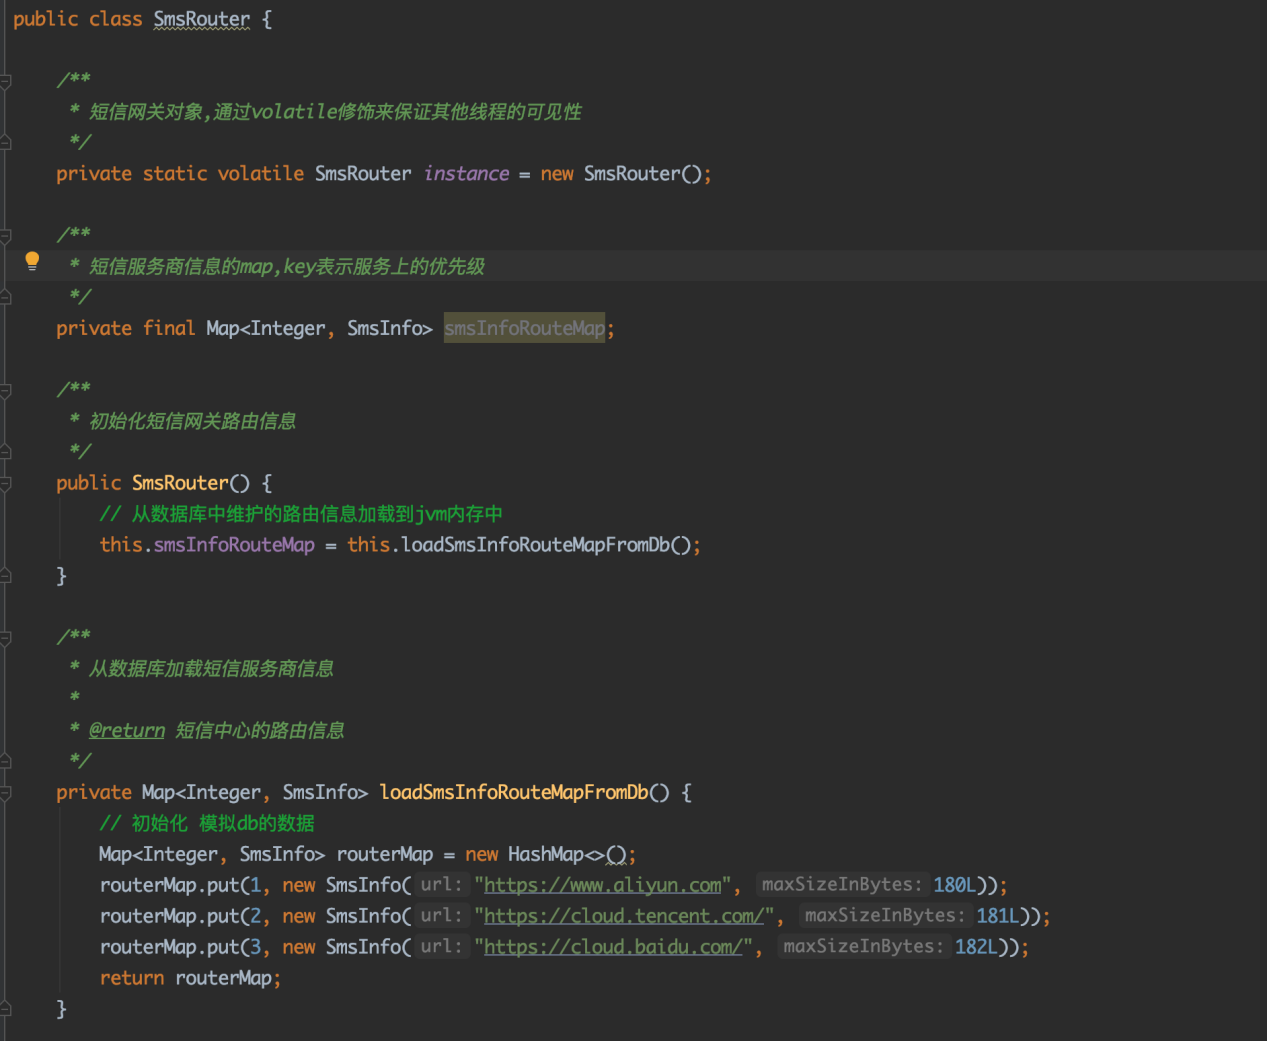 public class SmsRouter {
/**
* 短信网关对象,通过volatile修饰来保证其他线程的可见性
*/
private static volatile SmsRouter instance = new SmsRouter();
/**
* 短信服务商信息的map,key表示服务上的优先级
*/
private final Map<Integer, SmsInfo> smsInfoRouteMap;
/**
* 初始化短信网关路由信息
*/
public SmsRouter() {
// 从数据库中维护的路由信息加载到jvm内存中
this.smsInfoRouteMap = this.loadSmsInfoRouteMapFromDb();
}
/**
* 从数据库加载短信服务商信息
*
* @return 短信中心的路由信息
*/
private Map<Integer, SmsInfo> loadSmsInfoRouteMapFromDb() {
// 初始化 模拟db的数据
Map<Integer, SmsInfo> routerMap = new HashMap<>();
routerMap.put(1, new SmsInfo( url: "https://www.aliyun.com", maxSizeInBytes: 180L));
routerMap.put(2, new SmsInfo( url: "https://cloud.tencent.com/", maxSizeInBytes: 181L));
routerMap.put(3, new SmsInfo( url: "https://cloud.baidu.com/", maxSizeInBytes: 182L));
return routerMap;
}